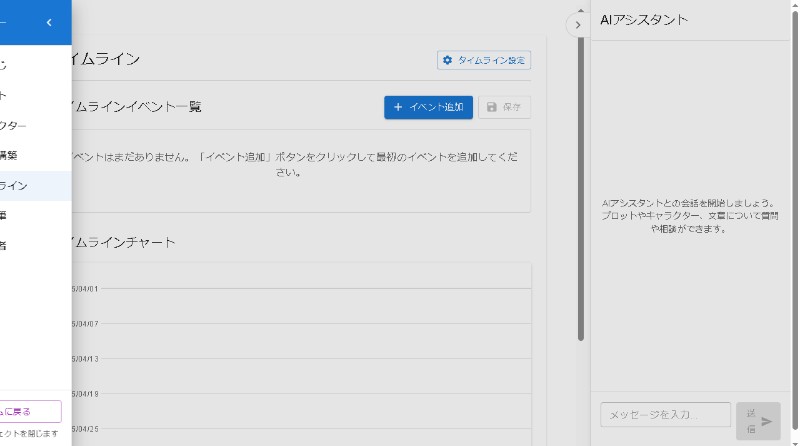 ー
じ
ト
クター
構築
ライン
筆
者
ムに戻る
ェクトを閉じます
イムライン
タイムライン設定
イムラインイベント一覧
イベント追加
保存
ベントはまだありません。「イベント追加」ボタンをクリックして最初のイベントを追加してくだ
さい。
イムラインチャート
5/04/01
5/04/07
5/04/13
5/04/19
5/04/25
AIアシスタント
AIアシスタントとの会話を開始しましょう。
プロットやキャラクター、文章について質問
や相談ができます。
メッセージを入力...
送
信